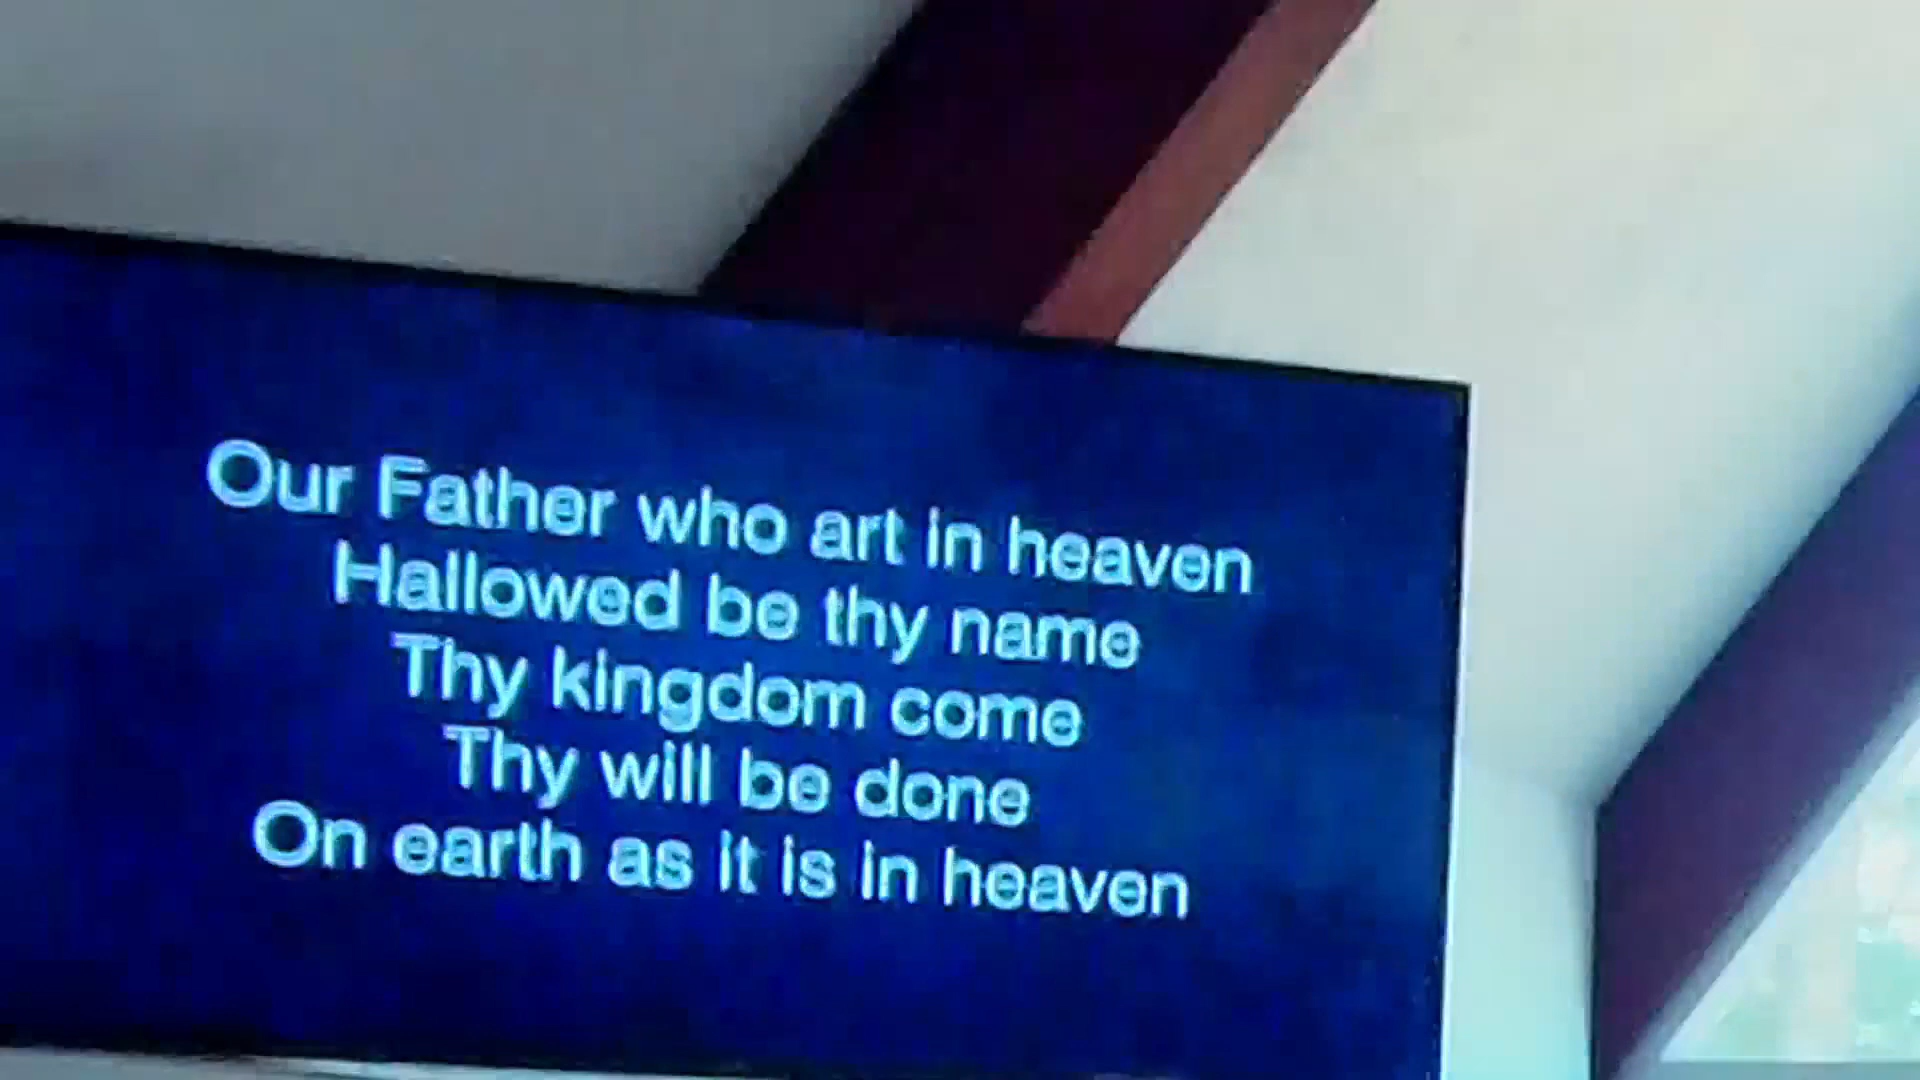 Our Father who art in heaven
Hallowed be thy name
Thy kingdom come
Thy will be done
On earth as it is in heaven